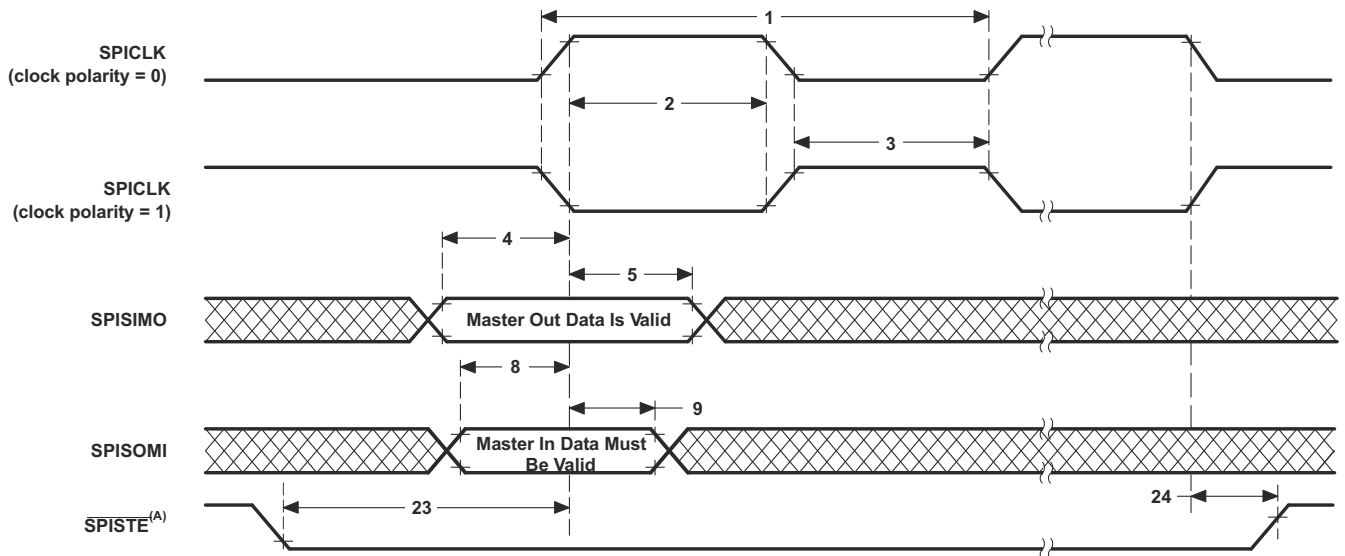 1
SPICLK
(clock polarity = 0)
2
3
SPICLK
(clock polarity = 1)
4
5
SPISIMO
Master Out Data Is Valid
8
9
SPISOMI
Master In Data Must
Be Valid
23
24
SPISTE(A)